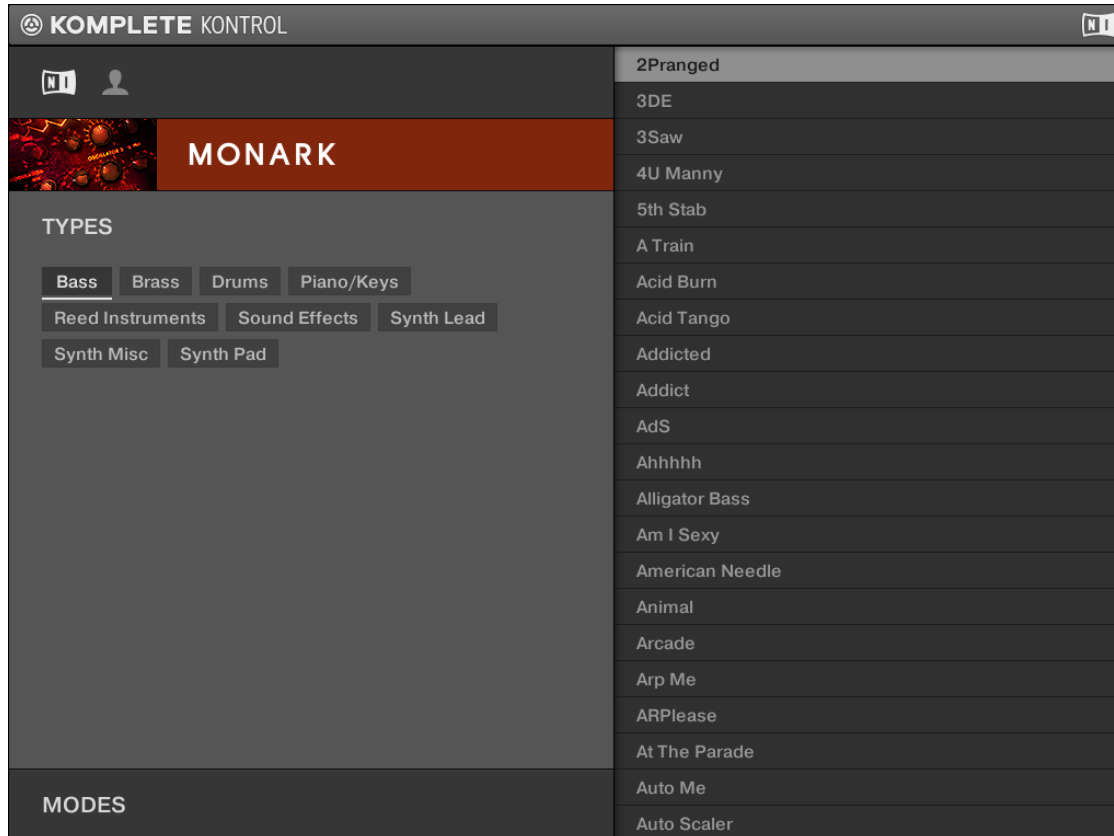 KOMPLETE KONTROL
NI
NI
MONARK
TYPES
Bass Brass Drums Piano/Keys
Reed Instruments Sound Effects Synth Lead
Synth Misc Synth Pad
MODES
2Pranged
3DE
3Saw
4U Manny
5th Stab
A Train
Acid Burn
Acid Tango
Addicted
Addict
AdS
Ahhhhh
Alligator Bass
Am I Sexy
American Needle
Animal
Arcade
Arp Me
ARPlease
At The Parade
Auto Me
Auto Scaler